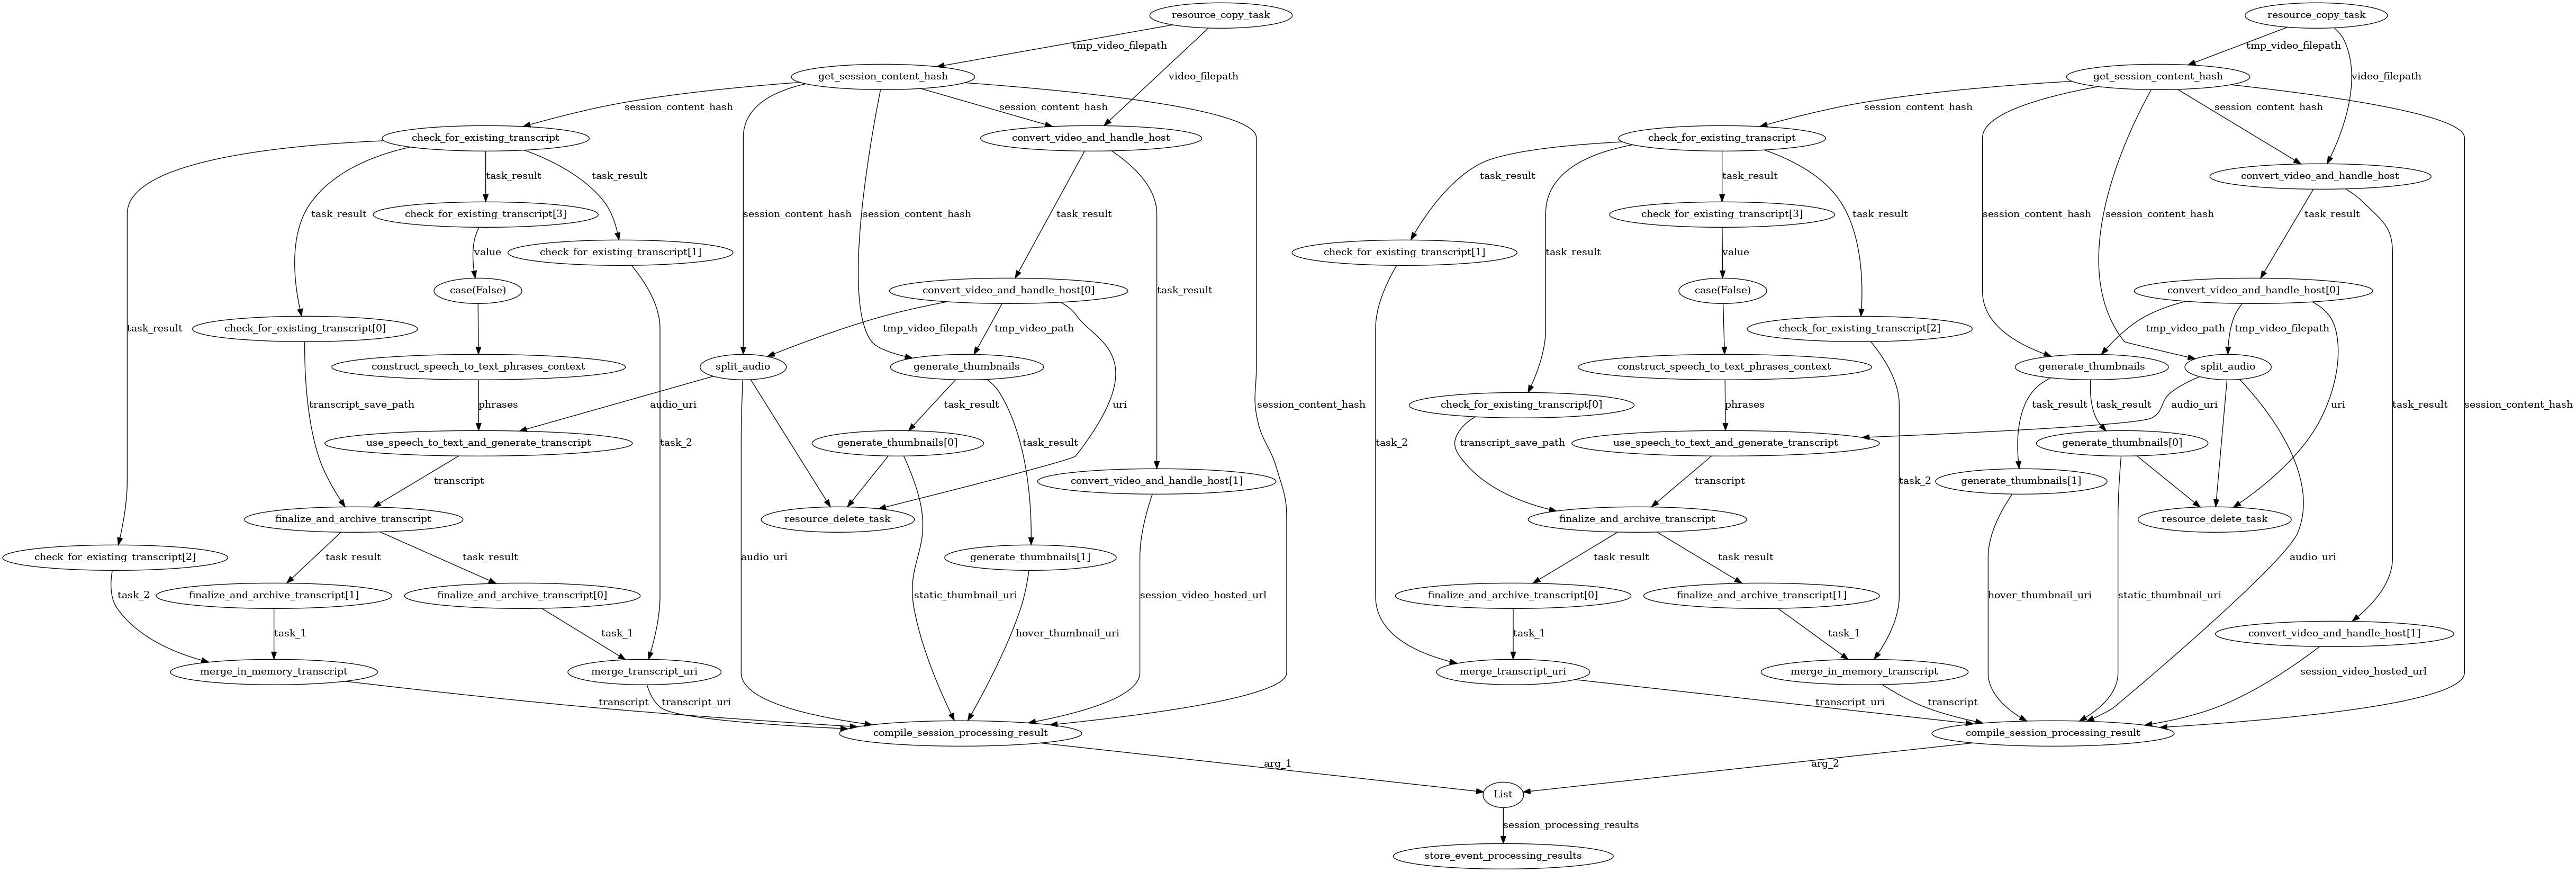 resource_copy_task
resource_copy_task
tmp_video_filepath
tmp_video_filepath
get_session_content_hash
video_filepath
get_session_content_hash
video_filepath
session_content_hash
session_content_hash
session_content_hash
session_content_hash
check_for_existing_transcript
convert_video_and_handle_host
check_for_existing_transcript
task_result
task_result
task_result
convert_video_and_handle_host
task_result
check_for_existing_transcript[3]
session_content_hash
session_content_hash
task_result
check_for_existing_transcript[3]
task_result
session_content_hash
session_content_hash
task_result
value
check_for_existing_transcript[1]
check_for_existing_transcript[1]
task_result
value
case(False)
convert_video_and_handle_host[0]
task_result
case(False)
convert_video_and_handle_host[0]
task_result
check_for_existing_transcript[0]
tmp_video_filepath
tmp_video_path
check_for_existing_transcript[2]
tmp_video_path
tmp_video_filepath
construct_speech_to_text_phrases_context
split_audio
generate_thumbnails
construct_speech_to_text_phrases_context
generate_thumbnails
split_audio
transcript_save_path
phrases
audio_uri
task_result
uri
session_content_hash
check_for_existing_transcript[0]
phrases
task_result
task_result
audio_uri
uri
task_result
session_content_hash
use_speech_to_text_and_generate_transcript
task_2
generate_thumbnails[0]
task_result
task_2
transcript_save_path
use_speech_to_text_and_generate_transcript
generate_thumbnails[0]
transcript
convert_video_and_handle_host[1]
transcript
task_2
generate_thumbnails[1]
finalize_and_archive_transcript
resource_delete_task
finalize_and_archive_transcript
resource_delete_task
check_for_existing_transcript[2]
task_result
task_result
audio_uri
generate_thumbnails[1]
task_result
task_result
audio_uri
task_2
finalize_and_archive_transcript[1]
finalize_and_archive_transcript[0]
static_thumbnail_uri
session_video_hosted_url
finalize_and_archive_transcript[0]
finalize_and_archive_transcript[1]
hover_thumbnail_uri
static_thumbnail_uri
task_1
task_1
hover_thumbnail_uri
task_1
task_1
convert_video_and_handle_host[1]
merge_in_memory_transcript
merge_transcript_uri
merge_transcript_uri
merge_in_memory_transcript
session_video_hosted_url
transcript
transcript_uri
transcript_uri
transcript
compile_session_processing_result
compile_session_processing_result
arg_1
arg_2
List
session_processing_results
store_event_processing_results